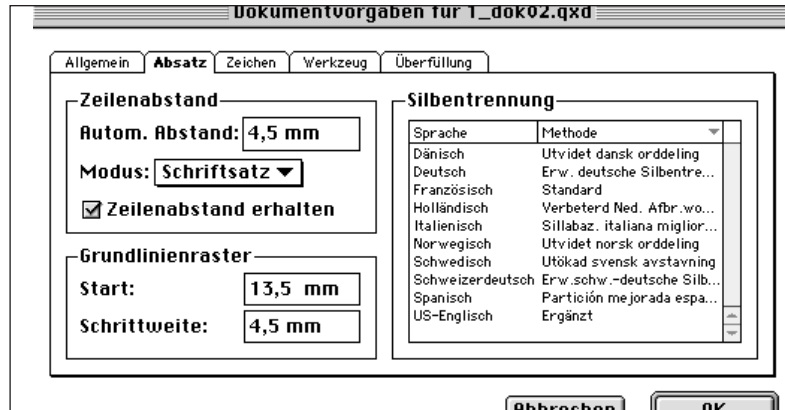 Dokumentvorgaben für 1_dok02.qxd
Allgemein Absatz Zeichen Werkzeug Überfüllung
Zeilenabstand
Autom. Abstand: 4,5 mm
Modus: Schriftsatz
Zeilenabstand erhalten
Grundlinienraster
Start: 13,5 mm
Schrittweite: 4,5 mm
Silbentrennung
Sprache Methode
Dänisch Utvidet dansk orddeling
Deutsch Erw. deutsche Silbentre...
Französisch Standard
Holländisch Verbeterd Ned. Afbr.wo...
Italienisch Sillabaz. italiana miglior...
Norwegisch Utvidet norsk orddeling
Schwedisch Utökad svensk avstavning
Schweizerdeutsch Erw.schw.-deutsche Silb...
Spanisch Partición mejorada espa...
US-Englisch Ergänzt
Abbrechen OK